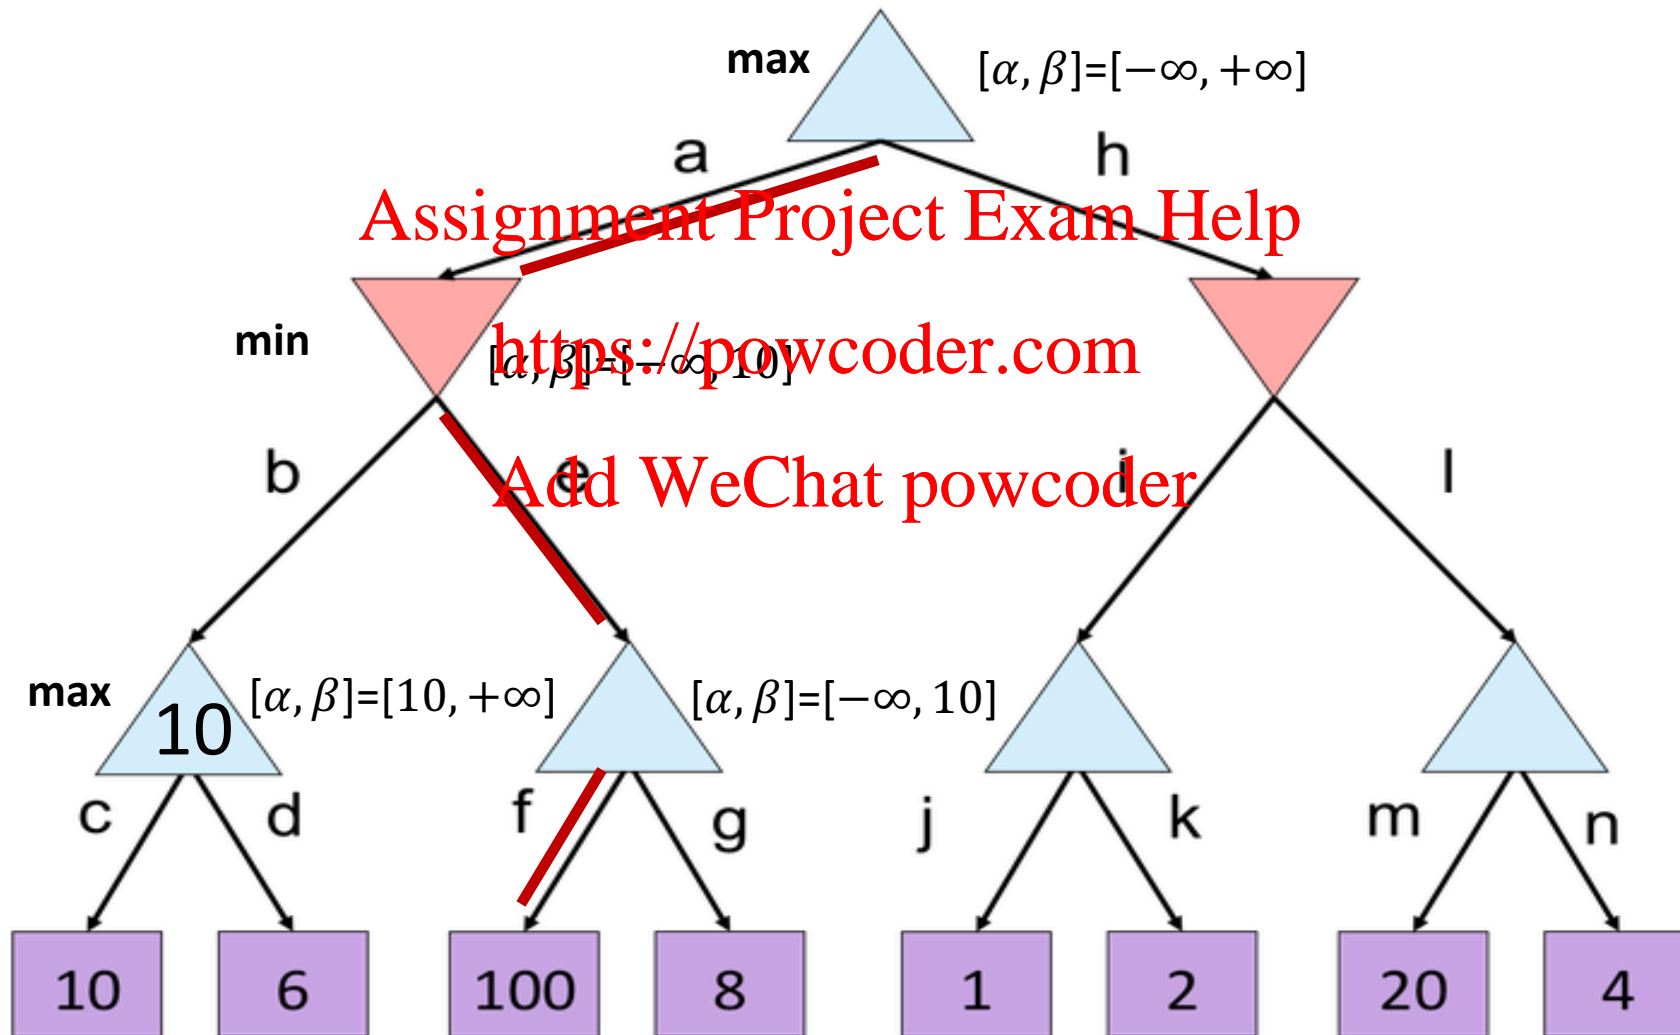 max [α, β]=[−∞, +∞]
a h
Assignment Project Exam Help
min [α, β]=[−∞, 10]
https://powcoder.com
b e i l
Add WeChat powcoder
max 10 [α, β]=[10, +∞] [α, β]=[−∞, 10]
c d f g j k m n
10 6 100 8 1 2 20 4